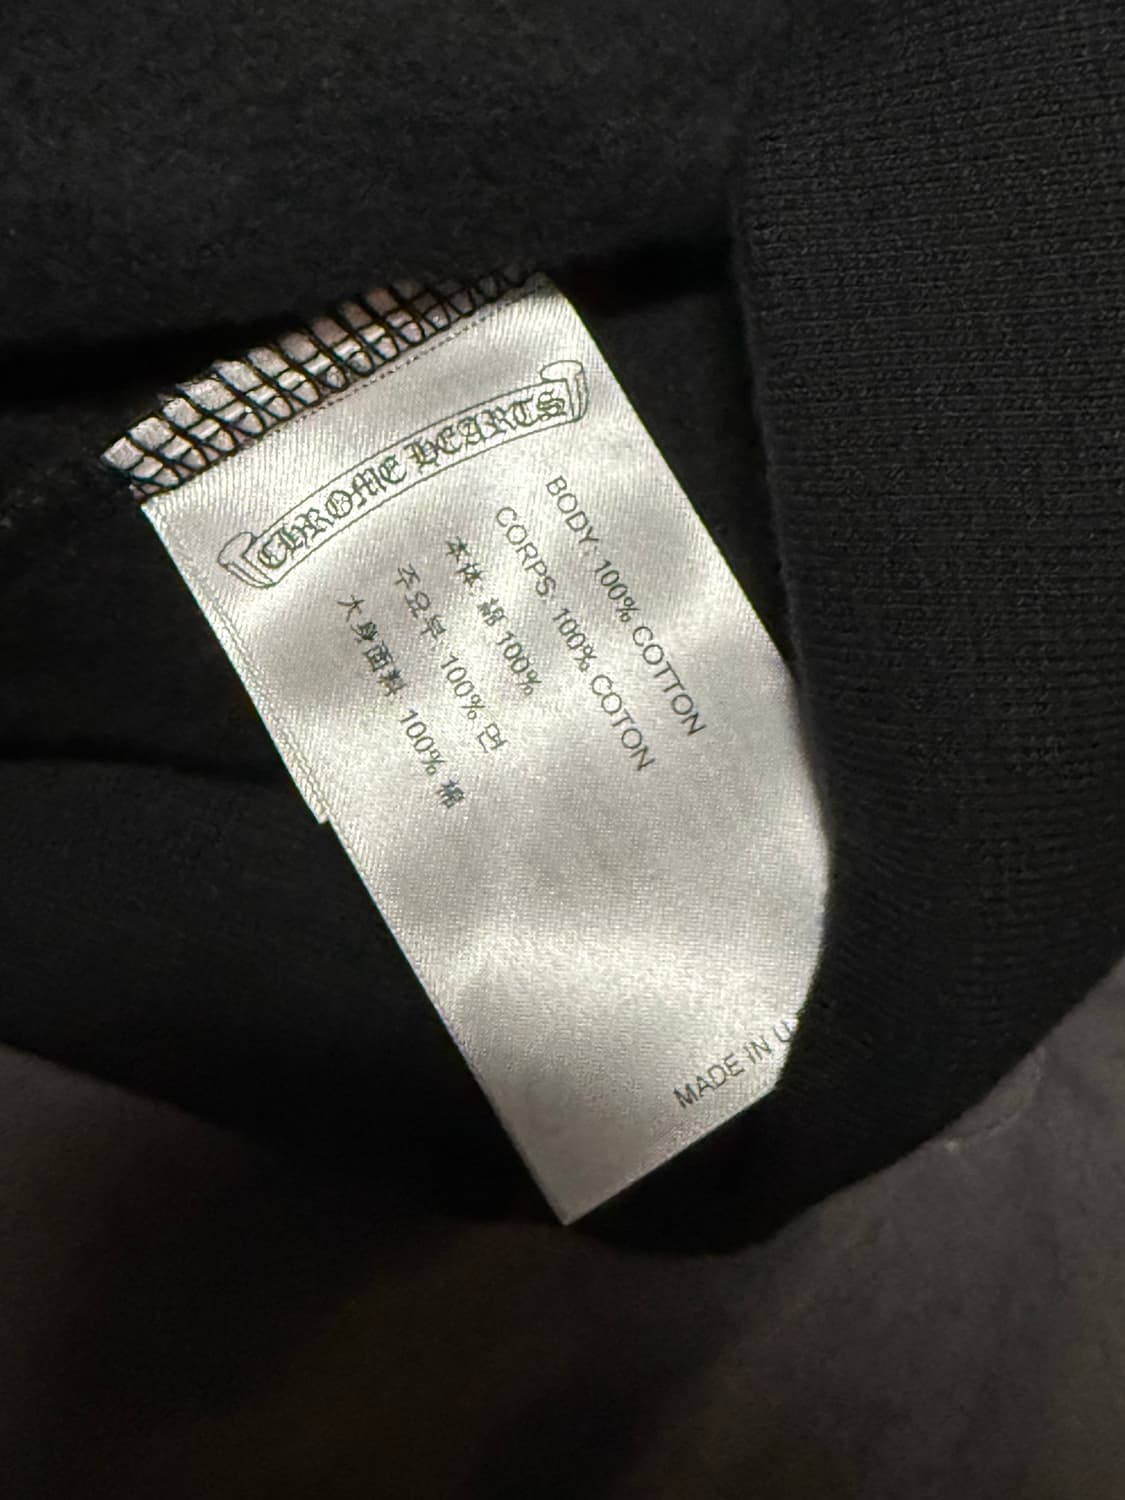 CHROME HEARTS
BODY: 100% COTTON
CORPS: 100% COTON
本体: 綿 100%
주요부: 100% 면
大身面料: 100% 棉
MADE IN U